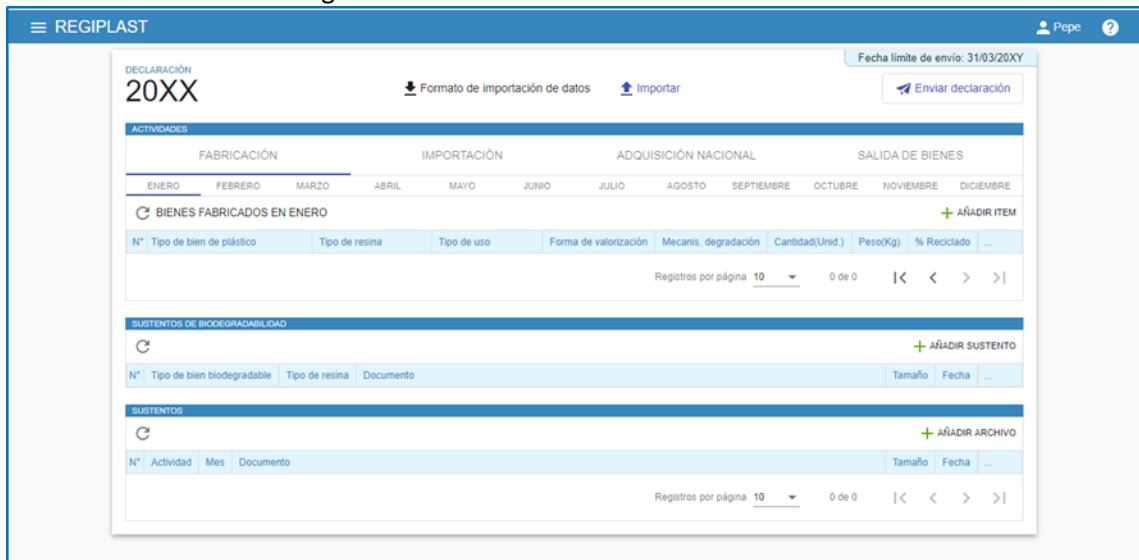 REGIPLAST
Pepe
Fecha límite de envío: 31/03/20XY
DECLARACIÓN
20XX
Formato de importación de datos
Importar
Enviar declaración
ACTIVIDADES
FABRICACIÓN IMPORTACIÓN ADQUISICIÓN NACIONAL SALIDA DE BIENES
ENERO FEBRERO MARZO ABRIL MAYO JUNIO JULIO AGOSTO SEPTIEMBRE OCTUBRE NOVIEMBRE DICIEMBRE
BIENES FABRICADOS EN ENERO
AÑADIR ITEM
N° Tipo de bien de plástico Tipo de resina Tipo de uso Forma de valorización Mecanis. degradación Cantidad(Unid.) Peso(Kg) % Reciclado ...
Registros por página 10 0 de 0
SUSTENTOS DE BIODEGRADABILIDAD
AÑADIR SUSTENTO
N° Tipo de bien biodegradable Tipo de resina Documento Tamaño Fecha ...
SUSTENTOS
AÑADIR ARCHIVO
N° Actividad Mes Documento Tamaño Fecha ...
Registros por página 10 0 de 0